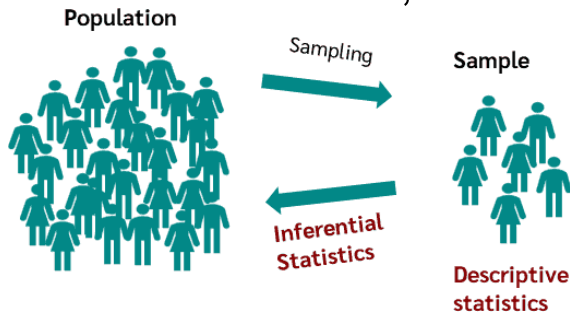 Population
Sampling
Sample
Inferential
Statistics
Descriptive
statistics